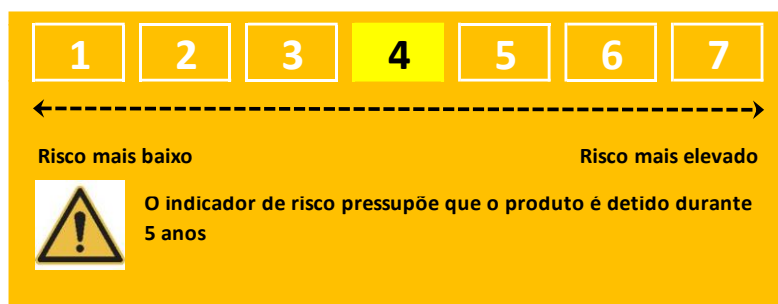 1 2 3 4 5 6 7
Risco mais baixo Risco mais elevado
O indicador de risco pressupõe que o produto é detido durante
5 anos